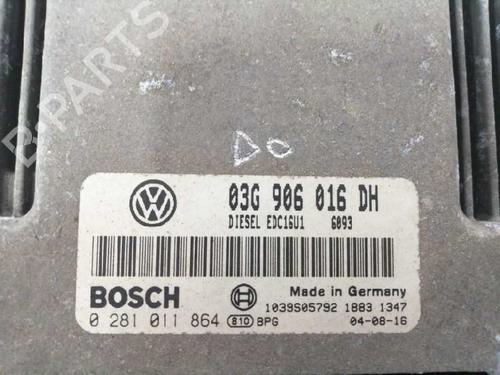 B-PARTS
DO
03G 906 016 DH
DIESEL EDC16U1 6093
BOSCH
Made in Germany
1039S05792 1883 1347
0 281 011 864 810 BPG 04-08-16